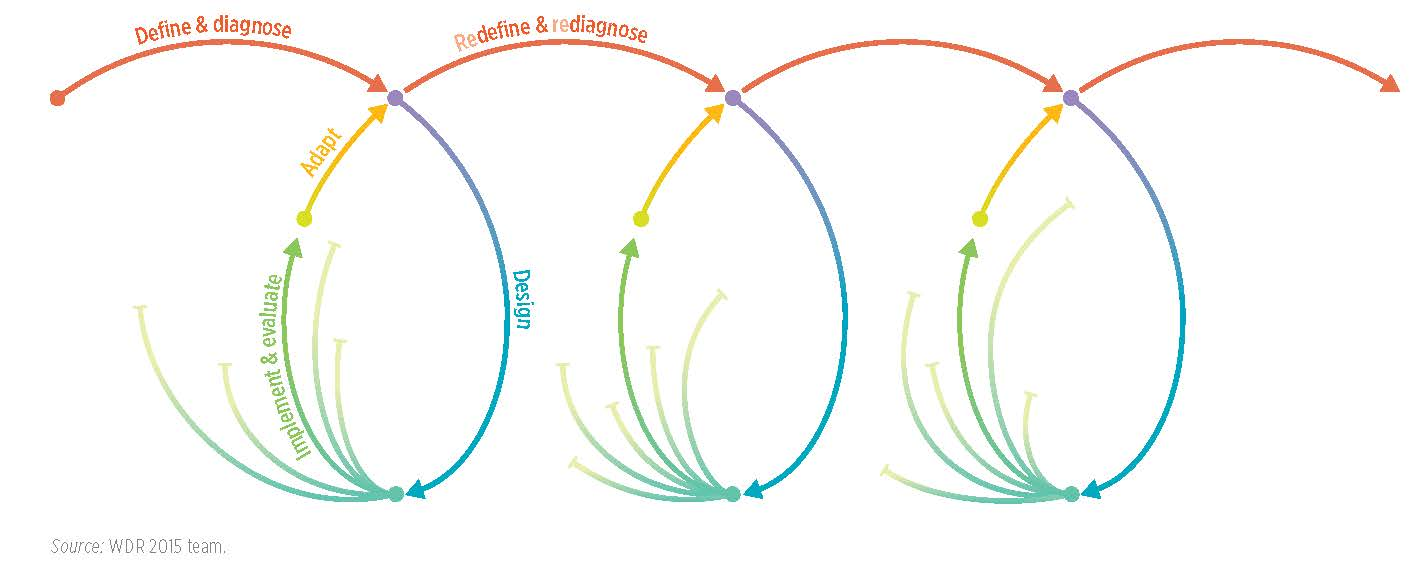 Define & diagnose
Redefine & rediagnose
Adapt
Design
Implement & evaluate
Source: WDR 2015 team.